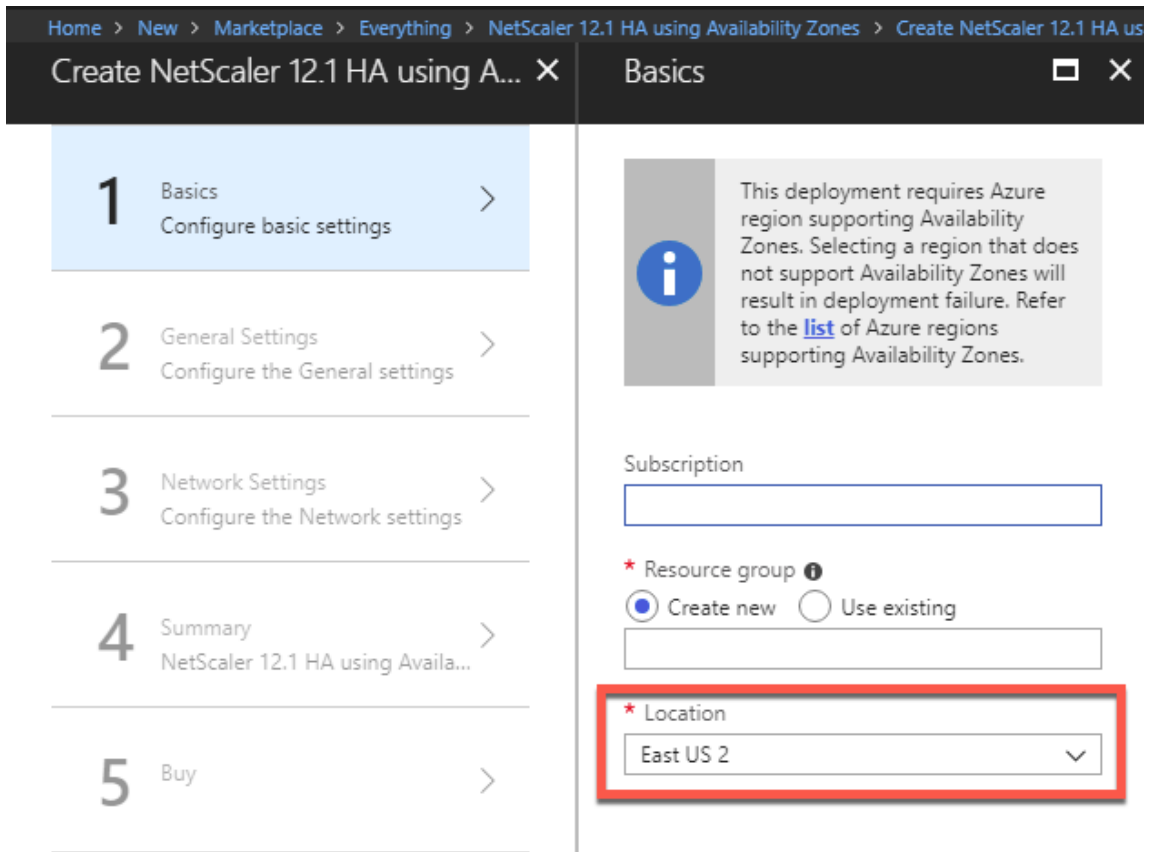 Home > New > Marketplace > Everything > NetScaler 12.1 HA using Availability Zones > Create NetScaler 12.1 HA us
Create NetScaler 12.1 HA using A...
Basics
1
Basics
Configure basic settings
2
General Settings
Configure the General settings
3
Network Settings
Configure the Network settings
4
Summary
NetScaler 12.1 HA using Availa...
5
Buy
This deployment requires Azure
region supporting Availability
Zones. Selecting a region that does
not support Availability Zones will
result in deployment failure. Refer
to the list of Azure regions
supporting Availability Zones.
Subscription
* Resource group
Create new Use existing
* Location
East US 2